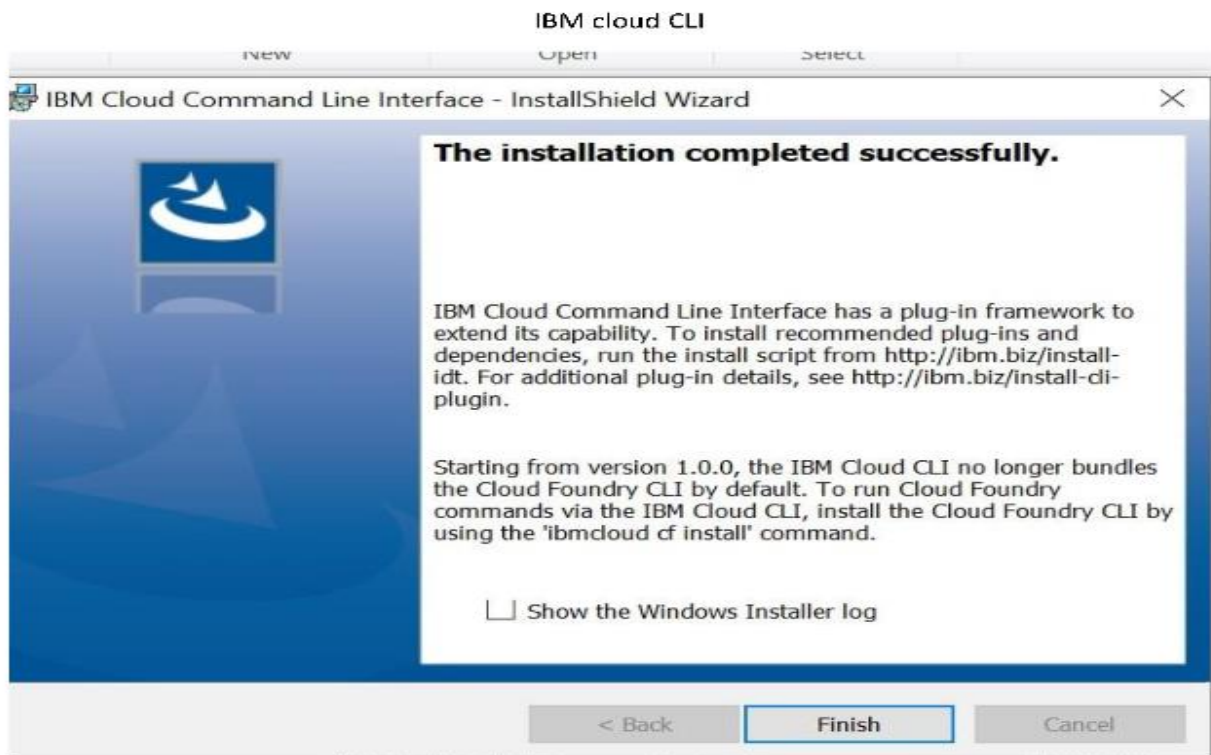 IBM cloud CLI
New Open Select
IBM Cloud Command Line Interface - InstallShield Wizard
The installation completed successfully.
IBM Cloud Command Line Interface has a plug-in framework to
extend its capability. To install recommended plug-ins and
dependencies, run the install script from http://ibm.biz/install-
idt. For additional plug-in details, see http://ibm.biz/install-cli-
plugin.
Starting from version 1.0.0, the IBM Cloud CLI no longer bundles
the Cloud Foundry CLI by default. To run Cloud Foundry
commands via the IBM Cloud CLI, install the Cloud Foundry CLI by
using the 'ibmcloud cf install' command.
Show the Windows Installer log
< Back Finish Cancel